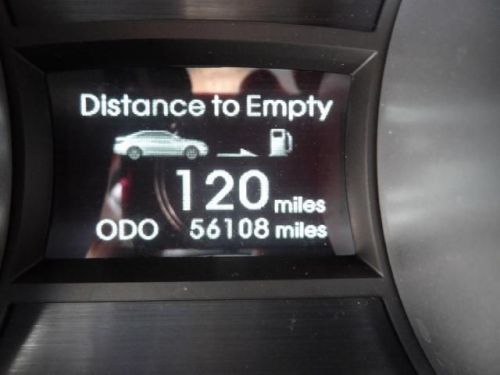 Distance to Empty
120 miles
ODO 56108 miles